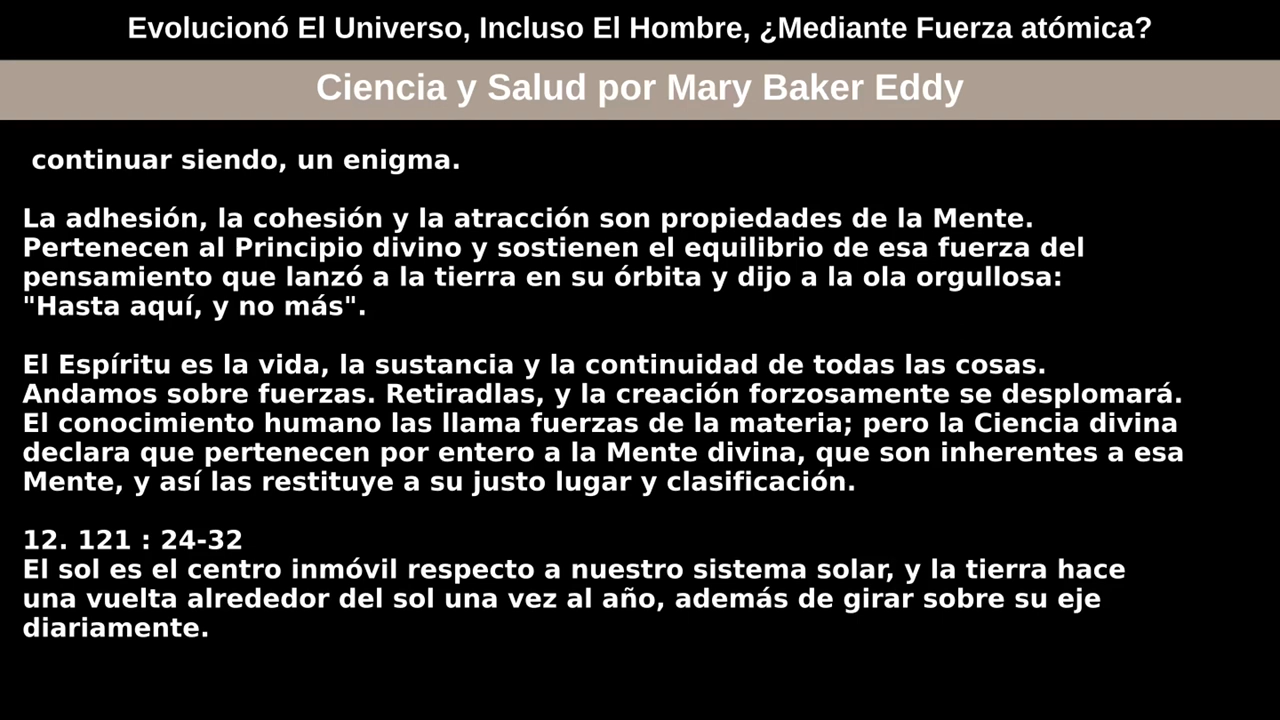 Evolucionó El Universo, Incluso El Hombre, ¿Mediante Fuerza atómica?
Ciencia y Salud por Mary Baker Eddy
continuar siendo, un enigma.
La adhesión, la cohesión y la atracción son propiedades de la Mente.
Pertenecen al Principio divino y sostienen el equilibrio de esa fuerza del
pensamiento que lanzó a la tierra en su órbita y dijo a la ola orgullosa:
"Hasta aquí, y no más".
El Espíritu es la vida, la sustancia y la continuidad de todas las cosas.
Andamos sobre fuerzas. Retiradlas, y la creación forzosamente se desplomará.
El conocimiento humano las llama fuerzas de la materia; pero la Ciencia divina
declara que pertenecen por entero a la Mente divina, que son inherentes a esa
Mente, y así las restituye a su justo lugar y clasificación.
12. 121 : 24-32
El sol es el centro inmóvil respecto a nuestro sistema solar, y la tierra hace
una vuelta alrededor del sol una vez al año, además de girar sobre su eje
diariamente.